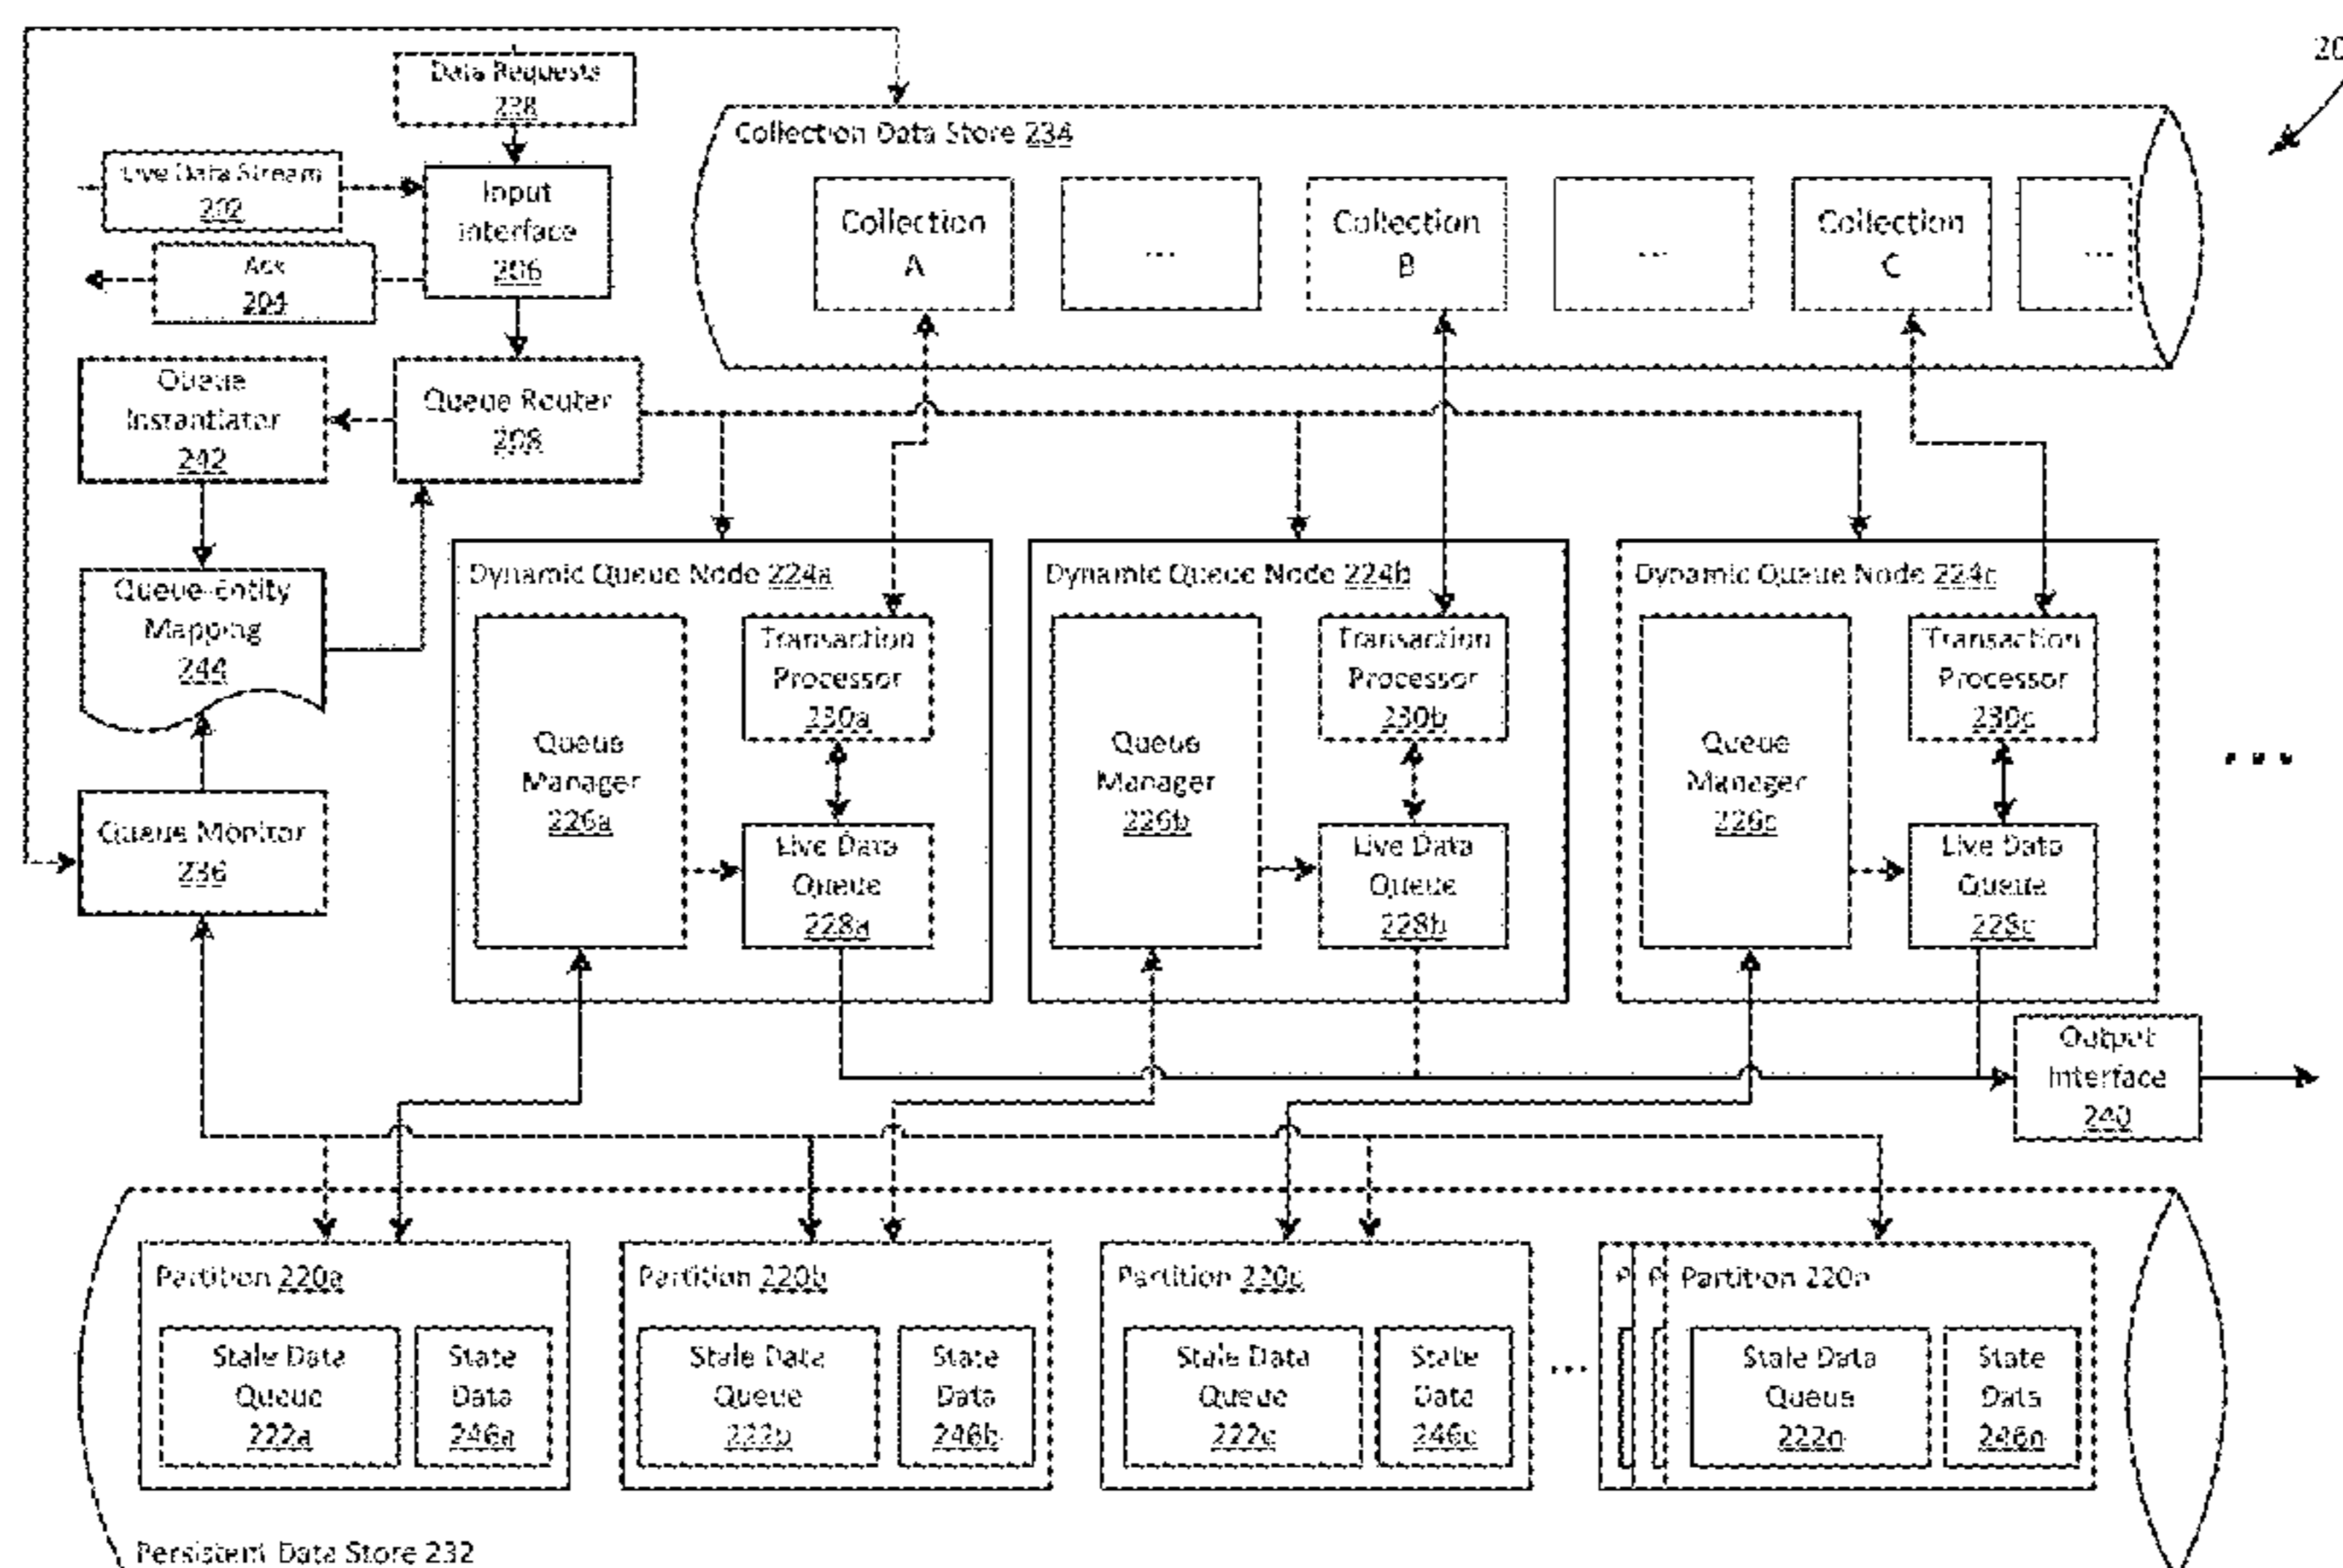 20
Data Requests
238
Live Data Stream
202
Ack
204
Input
Interface
206
Collection Data Store 234
Collection
A
...
Collection
B
...
Collection
C
...
Queue
Instantiator
242
Queue Router
208
Queue-Entity
Mapping
244
Queue Monitor
236
Dynamic Queue Node 224a
Queue
Manager
226a
Transaction
Processor
230a
Live Data
Queue
228a
Dynamic Queue Node 224b
Queue
Manager
226b
Transaction
Processor
230b
Live Data
Queue
228b
Dynamic Queue Node 224c
Queue
Manager
226c
Transaction
Processor
230c
Live Data
Queue
228c
...
Output
Interface
240
Partition 220a
Stale Data
Queue
222a
State
Data
246a
Partition 220b
Stale Data
Queue
222b
State
Data
246b
Partition 220c
Stale Data
Queue
222c
State
Data
246c
...
P
P
Partition 220n
Stale Data
Queue
222n
State
Data
246n
Persistent Data Store 232